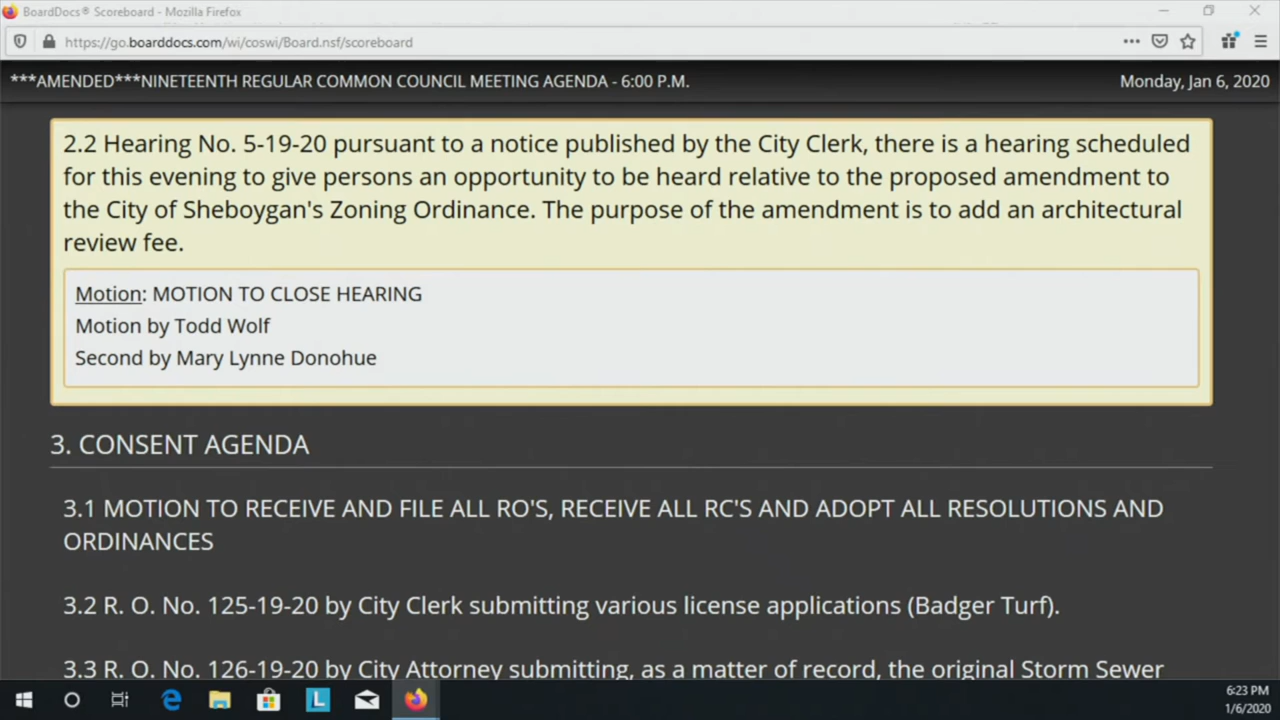 BoardDocs® Scoreboard - Mozilla Firefox
https://go.boarddocs.com/wi/coswi/Board.nsf/scoreboard
***AMENDED***NINETEENTH REGULAR COMMON COUNCIL MEETING AGENDA - 6:00 P.M. Monday, Jan 6, 2020
2.2 Hearing No. 5-19-20 pursuant to a notice published by the City Clerk, there is a hearing scheduled
for this evening to give persons an opportunity to be heard relative to the proposed amendment to
the City of Sheboygan's Zoning Ordinance. The purpose of the amendment is to add an architectural
review fee.
Motion: MOTION TO CLOSE HEARING
Motion by Todd Wolf
Second by Mary Lynne Donohue
3. CONSENT AGENDA
3.1 MOTION TO RECEIVE AND FILE ALL RO'S, RECEIVE ALL RC'S AND ADOPT ALL RESOLUTIONS AND
ORDINANCES
3.2 R. O. No. 125-19-20 by City Clerk submitting various license applications (Badger Turf).
3.3 R. O. No. 126-19-20 by City Attorney submitting, as a matter of record, the original Storm Sewer
L
6:23 PM
1/6/2020